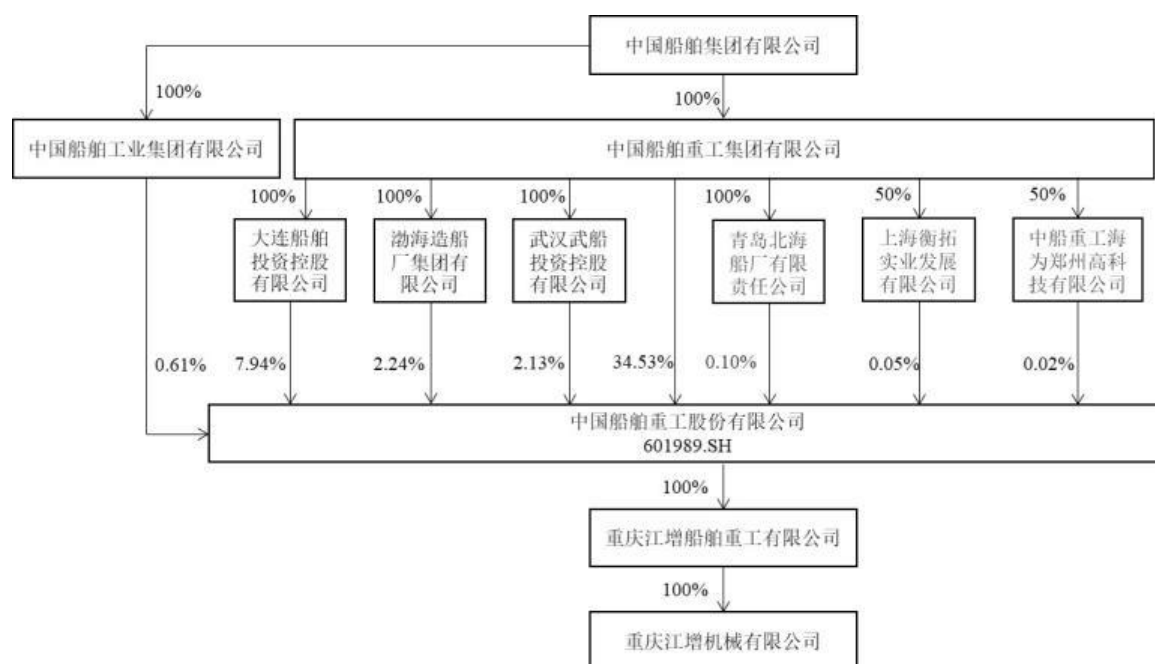 中国船舶集团有限公司
100%
100%
中国船舶工业集团有限公司
中国船舶重工集团有限公司
100%
100%
100%
100%
50%
50%
大连船舶
投资控股
有限公司
渤海造船
厂集团有
限公司
武汉武船
投资控股
有限公司
青岛北海
船厂有限
责任公司
上海衡拓
实业发展
有限公司
中船重工海
为郑州高科
技有限公司
0.61%
7.94%
2.24%
2.13%
34.53%
0.10%
0.05%
0.02%
中国船舶重工股份有限公司
601989.SH
100%
重庆江增船舶重工有限公司
100%
重庆江增机械有限公司